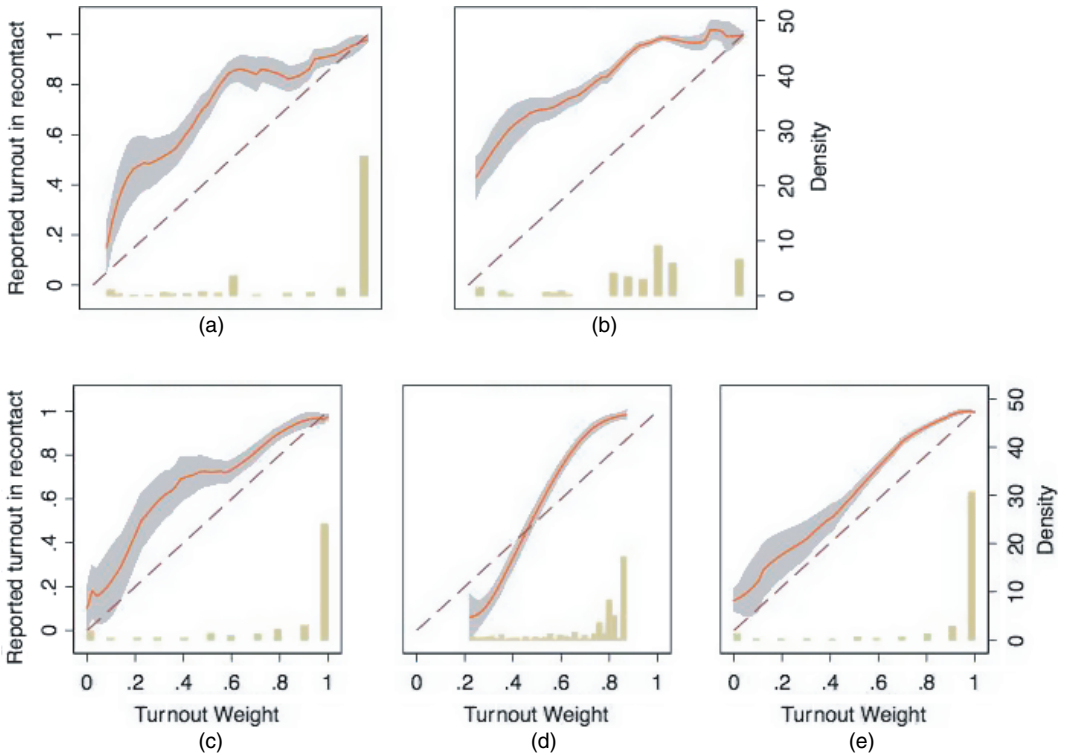 Reported turnout in recontact
1
.8
.6
.4
.2
0
50
40
30
20
10
0
Density
(a)
(b)
Reported turnout in recontact
1
.8
.6
.4
.2
0
50
40
30
20
10
0
Density
0 .2 .4 .6 .8 1
0 .2 .4 .6 .8 1
0 .2 .4 .6 .8 1
Turnout Weight
Turnout Weight
Turnout Weight
(c)
(d)
(e)